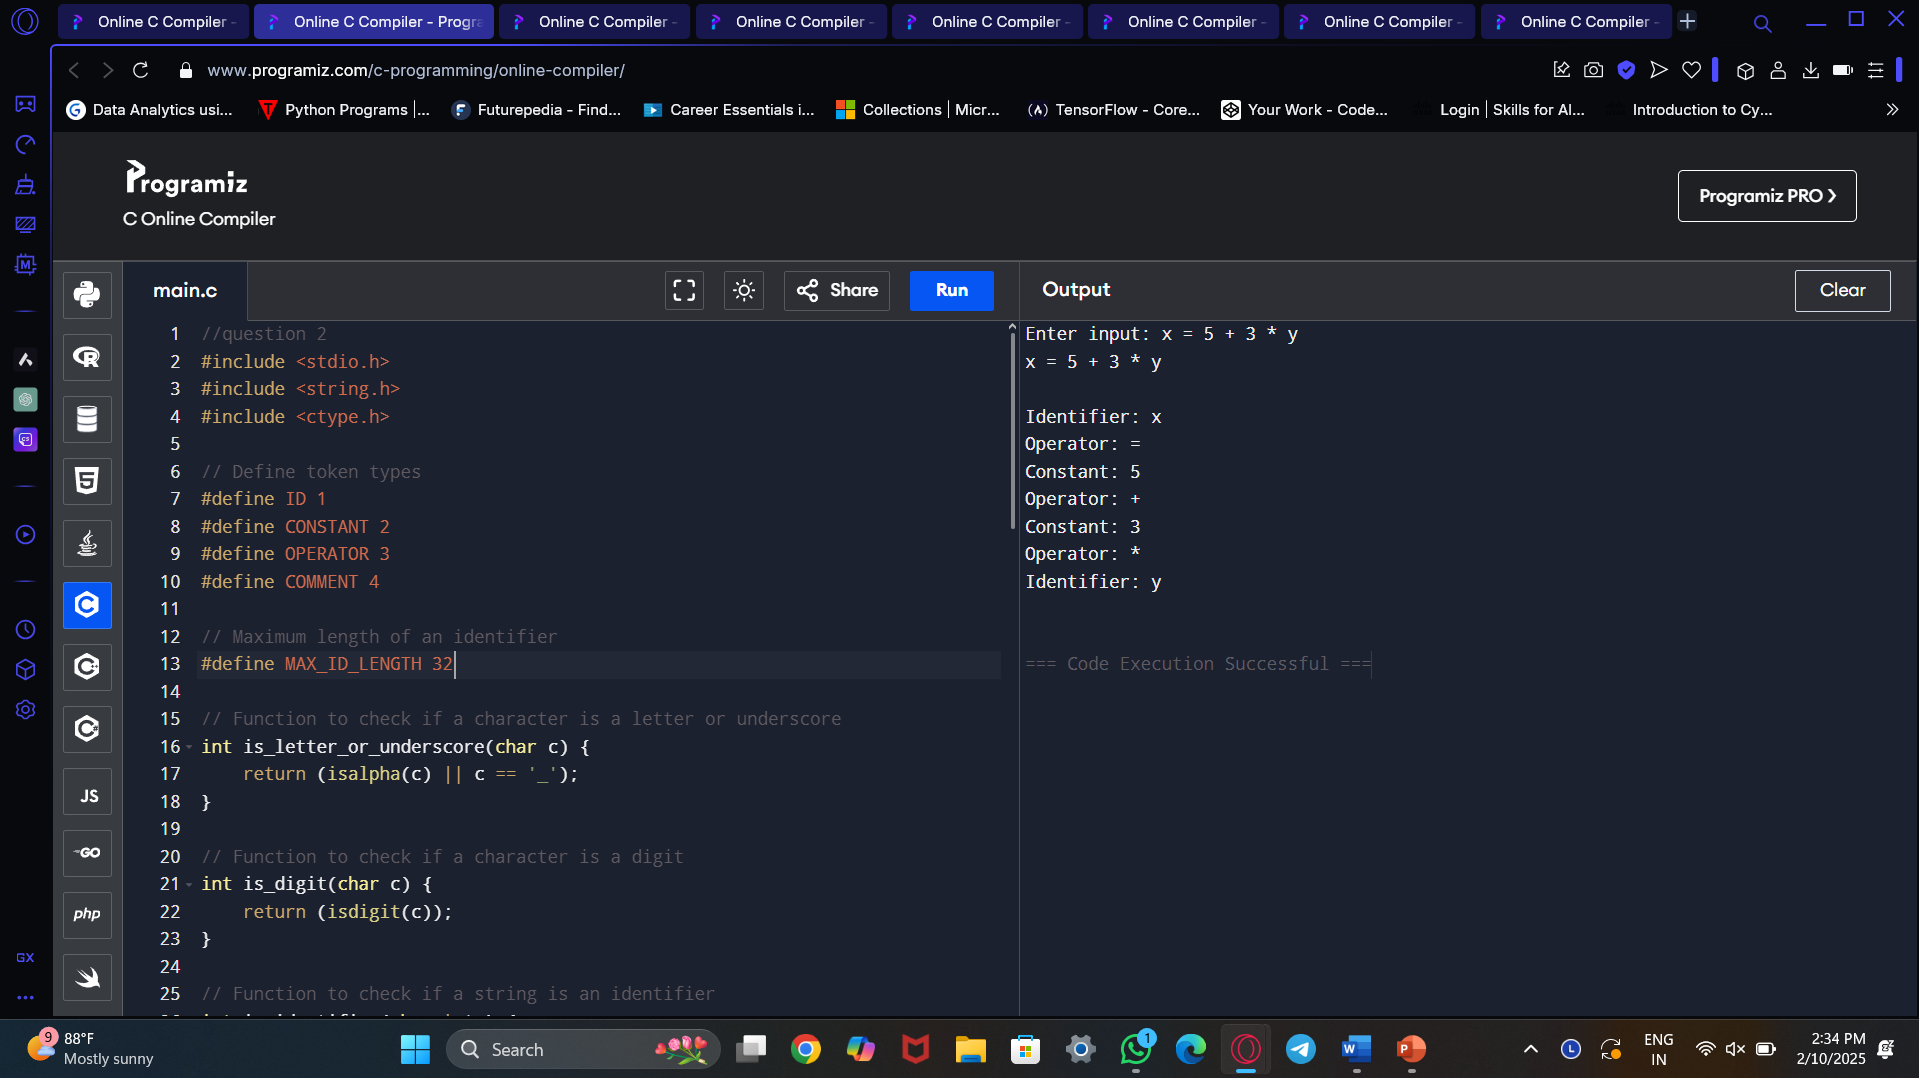 Online C Compiler -
Online C Compiler - Progra
Online C Compiler -
Online C Compiler -
Online C Compiler -
Online C Compiler -
Online C Compiler -
Online C Compiler -
www.programiz.com/c-programming/online-compiler/
Data Analytics usi...
Python Programs |...
Futurepedia - Find...
Career Essentials i...
Collections | Micr...
TensorFlow - Core...
Your Work - Code...
Login | Skills for Al...
Introduction to Cy...
Programiz
C Online Compiler
Programiz PRO
main.c
Share
Run
Output
Clear
1 //question 2
2 #include <stdio.h>
3 #include <string.h>
4 #include <ctype.h>
5
6 // Define token types
7 #define ID 1
8 #define CONSTANT 2
9 #define OPERATOR 3
10 #define COMMENT 4
11
12 // Maximum length of an identifier
13 #define MAX_ID_LENGTH 32
14
15 // Function to check if a character is a letter or underscore
16 int is_letter_or_underscore(char c) {
17     return (isalpha(c) || c == '_');
18 }
19
20 // Function to check if a character is a digit
21 int is_digit(char c) {
22     return (isdigit(c));
23 }
24
25 // Function to check if a string is an identifier
Enter input: x = 5 + 3 * y
x = 5 + 3 * y
Identifier: x
Operator: =
Constant: 5
Operator: +
Constant: 3
Operator: *
Identifier: y
=== Code Execution Successful ===
JS
GO
php
GX
9
88°F
Mostly sunny
Search
1
ENG
IN
2:34 PM
2/10/2025